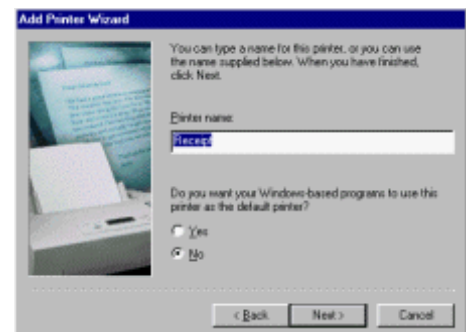 Add Printer Wizard
You can type a name for this printer, or you can use
the name supplied below. When you have finished,
click Next.
Printer name:
Receipt
Do you want your Windows-based programs to use this
printer as the default printer?
Yes
No
< Back Next > Cancel